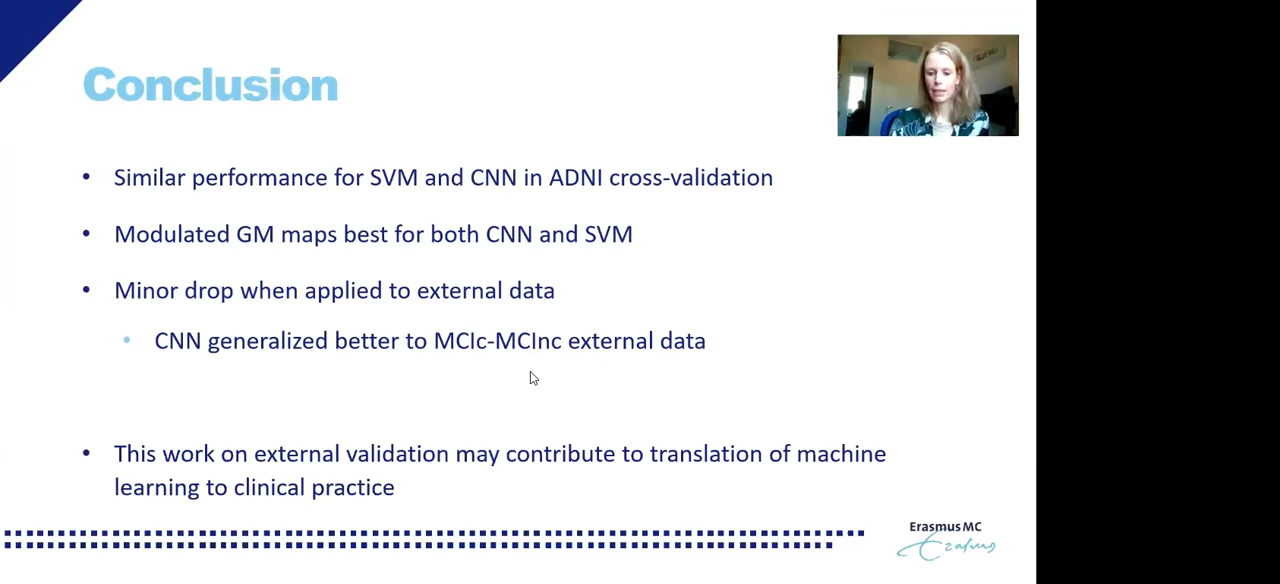 Conclusion
• Similar performance for SVM and CNN in ADNI cross-validation
• Modulated GM maps best for both CNN and SVM
• Minor drop when applied to external data
• CNN generalized better to MCIc-MCInc external data
• This work on external validation may contribute to translation of machine
learning to clinical practice
Erasmus MC
Erasmus